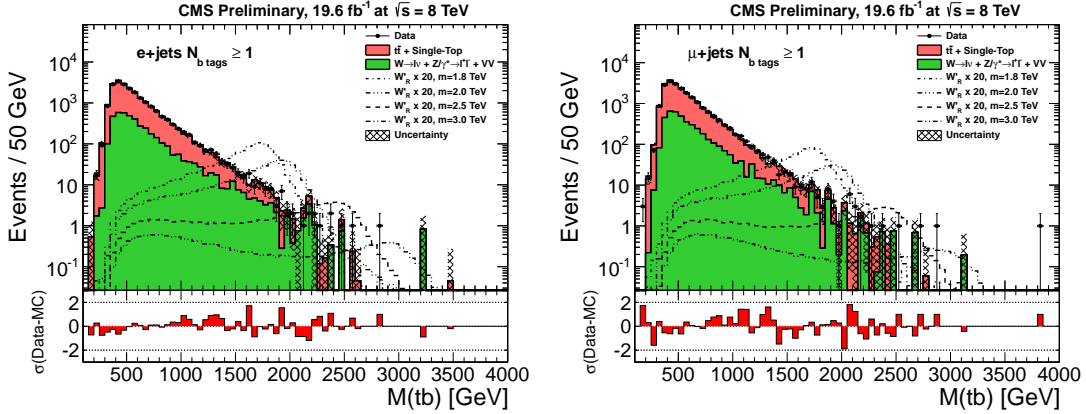 CMS Preliminary, 19.6 fb⁻¹ at √s = 8 TeV
e+jets N_b tags ≥ 1
Data
tt̄ + Single-Top
W→lν + Z/γ*→l⁺l⁻ + VV
W'_R x 20, m=1.8 TeV
W'_R x 20, m=2.0 TeV
W'_R x 20, m=2.5 TeV
W'_R x 20, m=3.0 TeV
Uncertainty
Events / 50 GeV
10⁴
10³
10²
10
1
10⁻¹
σ(Data-MC)
2
0
-2
500 1000 1500 2000 2500 3000 3500 4000
M(tb) [GeV]
CMS Preliminary, 19.6 fb⁻¹ at √s = 8 TeV
μ+jets N_b tags ≥ 1
Data
tt̄ + Single-Top
W→lν + Z/γ*→l⁺l⁻ + VV
W'_R x 20, m=1.8 TeV
W'_R x 20, m=2.0 TeV
W'_R x 20, m=2.5 TeV
W'_R x 20, m=3.0 TeV
Uncertainty
Events / 50 GeV
10⁴
10³
10²
10
1
10⁻¹
σ(Data-MC)
2
0
-2
500 1000 1500 2000 2500 3000 3500 4000
M(tb) [GeV]